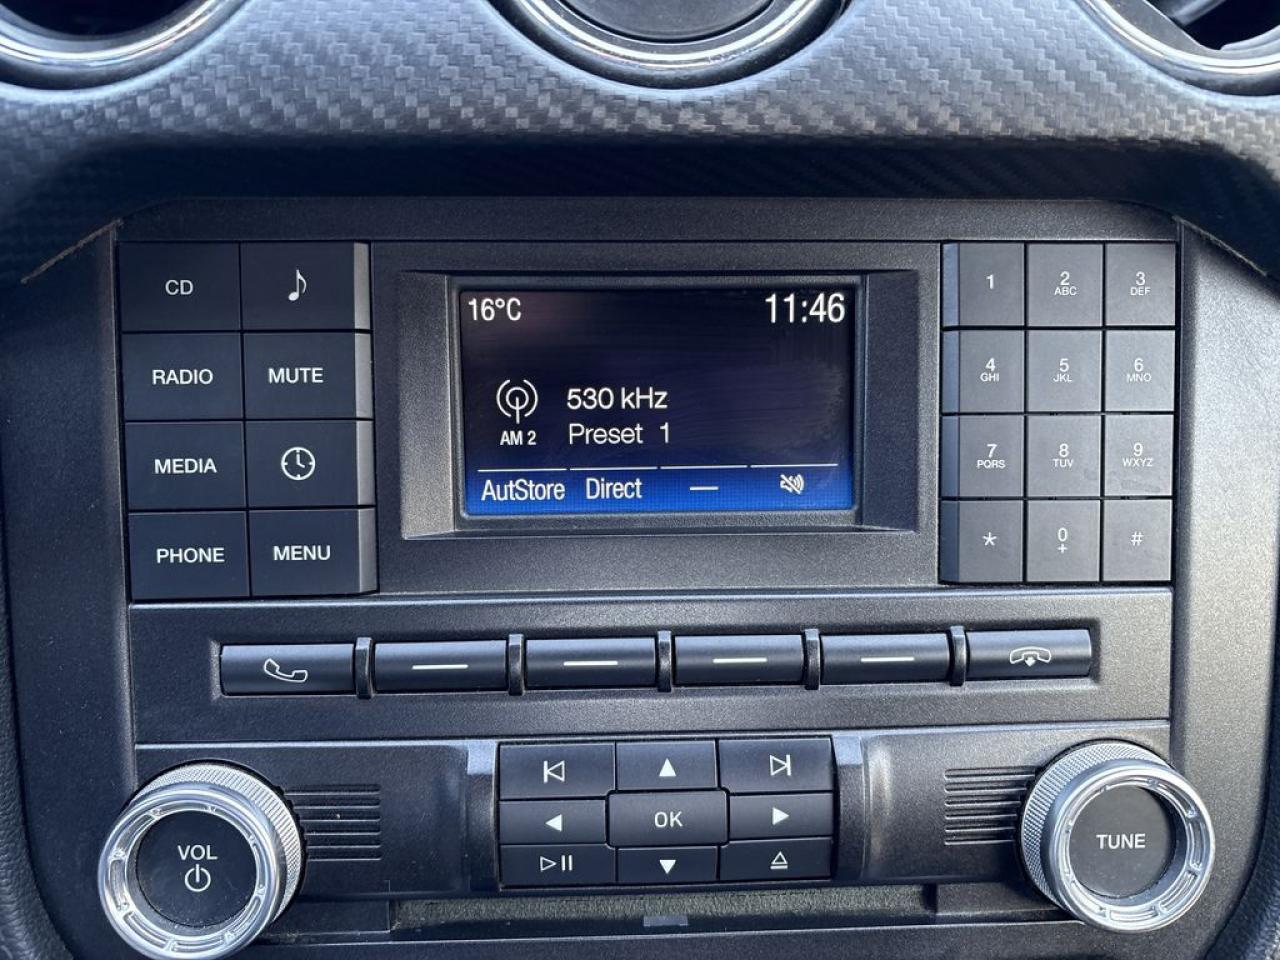 CD
RADIO
MUTE
MEDIA
PHONE
MENU
16°C
11:46
530 kHz
AM 2
Preset 1
AutStore Direct —
1
2
ABC
3
DEF
4
GHI
5
JKL
6
MNO
7
PQRS
8
TUV
9
WXYZ
*
0
+
#
OK
VOL
TUNE